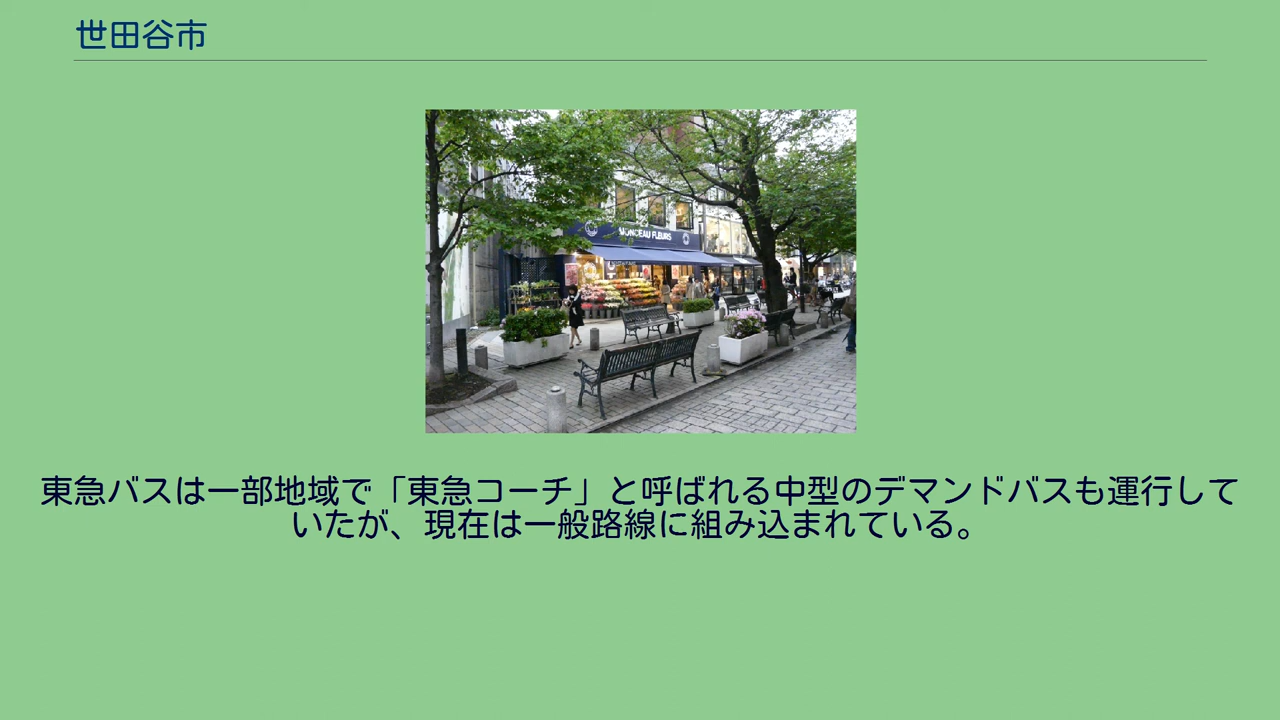 世田谷市
MONCEAU FLEURS
東急バスは一部地域で「東急コーチ」と呼ばれる中型のデマンドバスも運行して
いたが、現在は一般路線に組み込まれている。